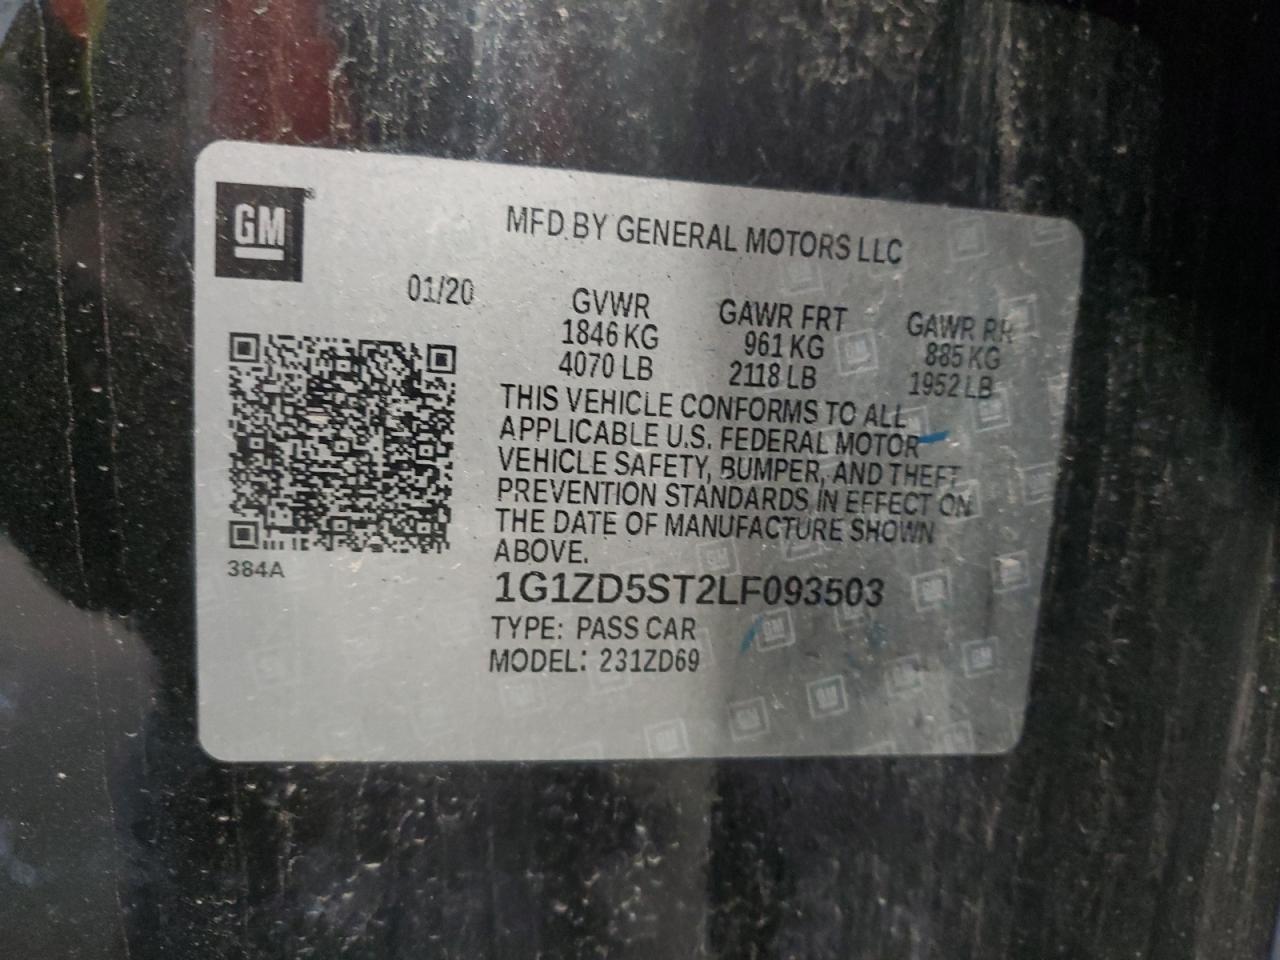 GM
MFD BY GENERAL MOTORS LLC
01/20
GVWR GAWR FRT GAWR RR
1846 KG 961 KG 885 KG
4070 LB 2118 LB 1952 LB
THIS VEHICLE CONFORMS TO ALL
APPLICABLE U.S. FEDERAL MOTOR
VEHICLE SAFETY, BUMPER, AND THEFT
PREVENTION STANDARDS IN EFFECT ON
THE DATE OF MANUFACTURE SHOWN
ABOVE.
384A
1G1ZD5ST2LF093503
TYPE: PASS CAR
MODEL: 231ZD69